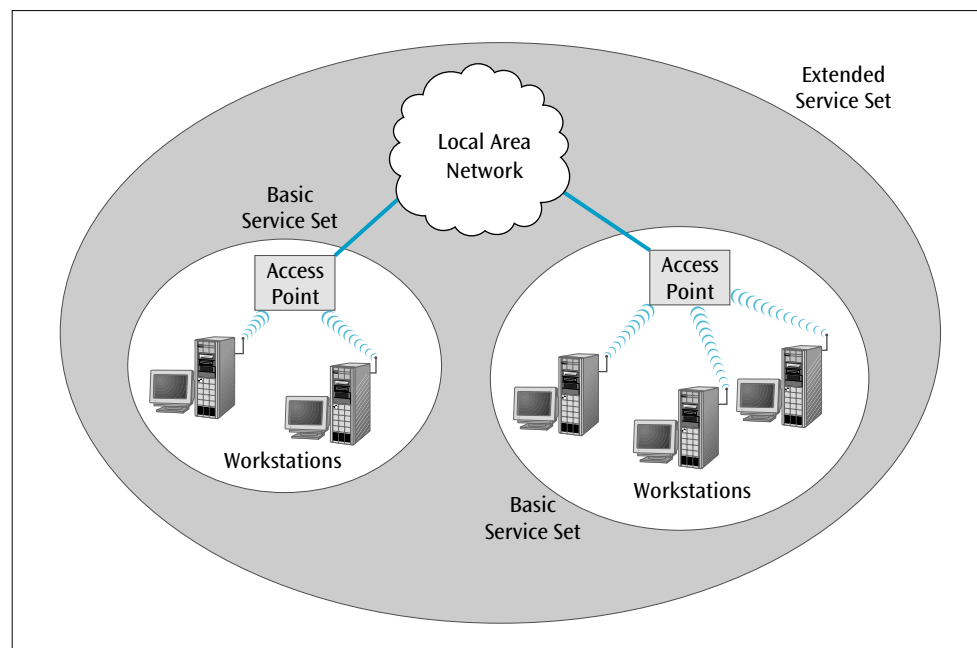 Extended
Service Set
Local Area
Network
Basic
Service Set
Access
Point
Access
Point
Workstations
Workstations
Basic
Service Set